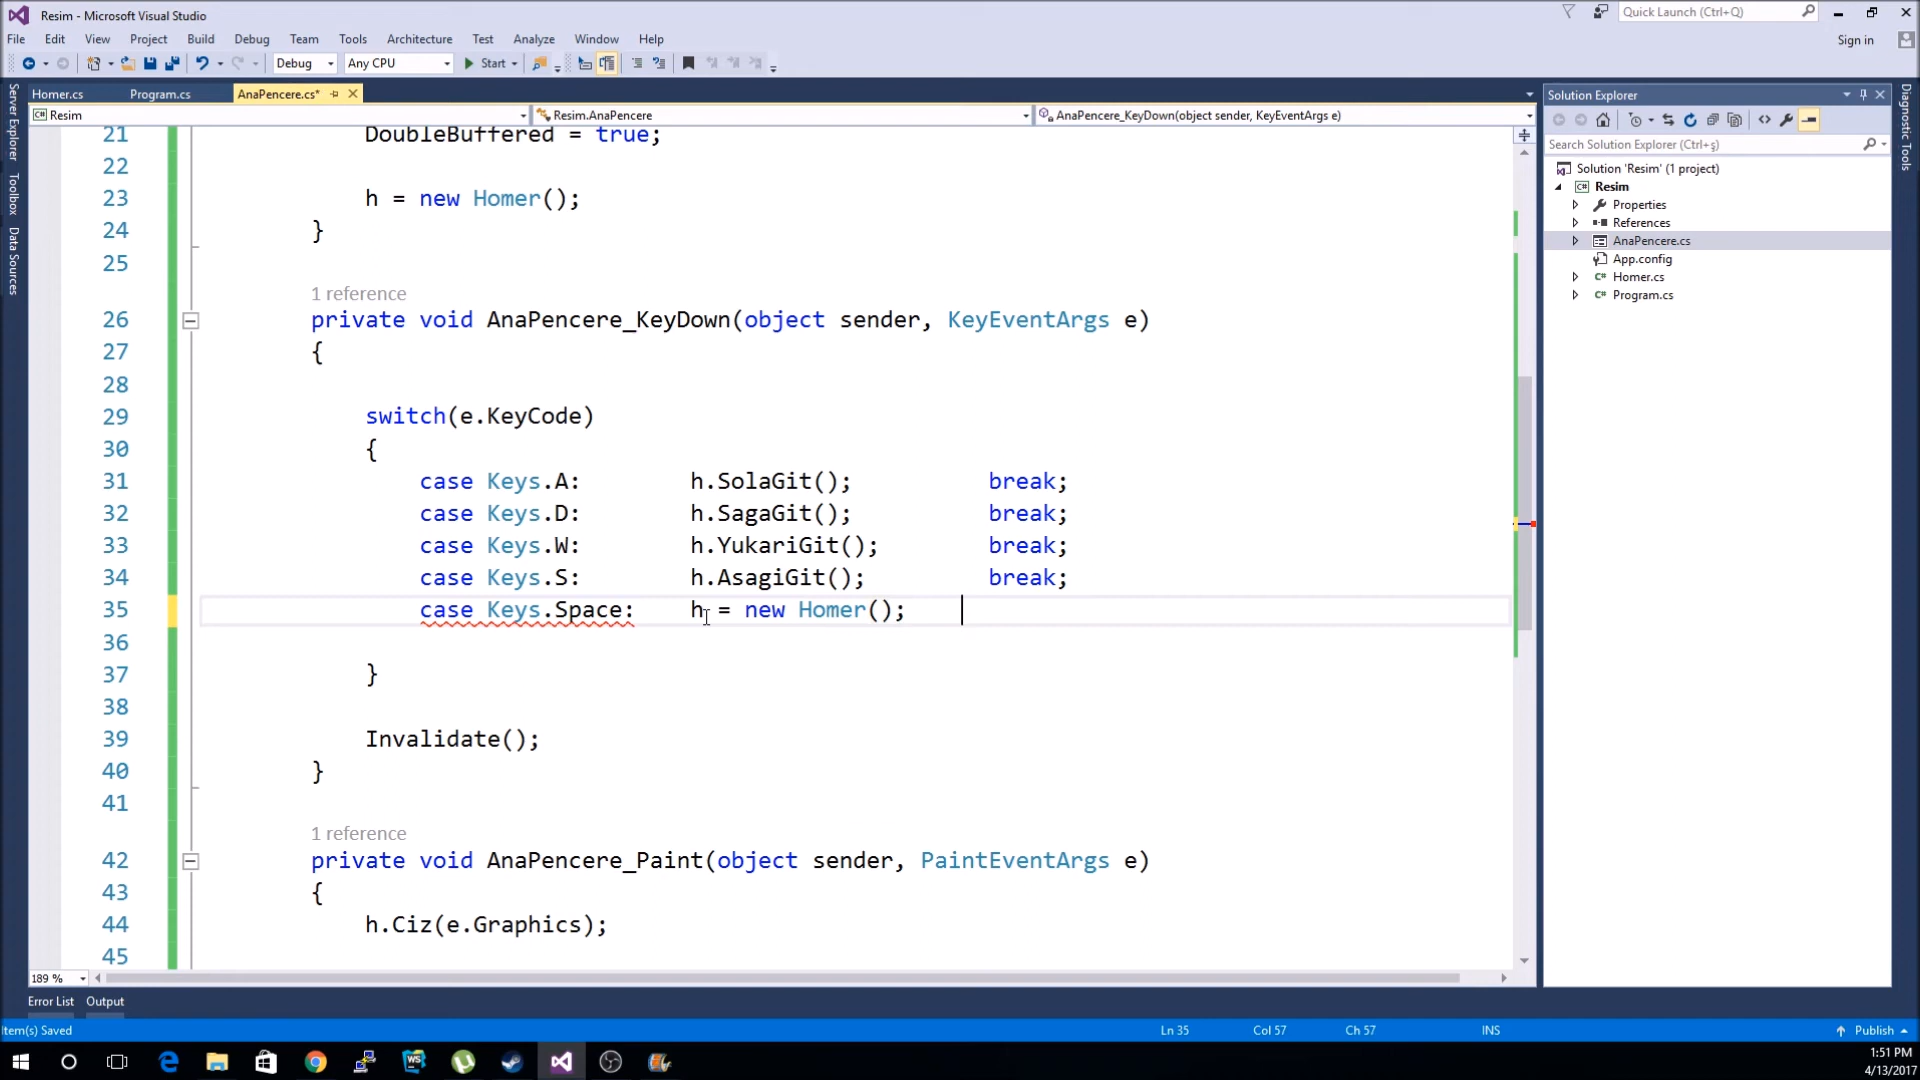 Resim - Microsoft Visual Studio
Quick Launch (Ctrl+Q)
File Edit View Project Build Debug Team Tools Architecture Test Analyze Window Help
Sign in
Debug Any CPU Start
Server Explorer
Toolbox
Data Sources
Homer.cs Program.cs AnaPencere.cs*
Resim Resim.AnaPencere AnaPencere_KeyDown(object sender, KeyEventArgs e)
21 DoubleBuffered = true;
22
23 h = new Homer();
24 }
25
1 reference
26 private void AnaPencere_KeyDown(object sender, KeyEventArgs e)
27 {
28
29 switch(e.KeyCode)
30 {
31 case Keys.A: h.SolaGit(); break;
32 case Keys.D: h.SagaGit(); break;
33 case Keys.W: h.YukariGit(); break;
34 case Keys.S: h.AsagiGit(); break;
35 case Keys.Space: h = new Homer();
36
37 }
38
39 Invalidate();
40 }
41
1 reference
42 private void AnaPencere_Paint(object sender, PaintEventArgs e)
43 {
44 h.Ciz(e.Graphics);
45
189 %
Solution Explorer
Search Solution Explorer (Ctrl+ş)
Solution 'Resim' (1 project)
Resim
Properties
References
AnaPencere.cs
App.config
Homer.cs
Program.cs
Diagnostic Tools
Error List Output
Item(s) Saved Ln 35 Col 57 Ch 57 INS Publish
1:51 PM
4/13/2017